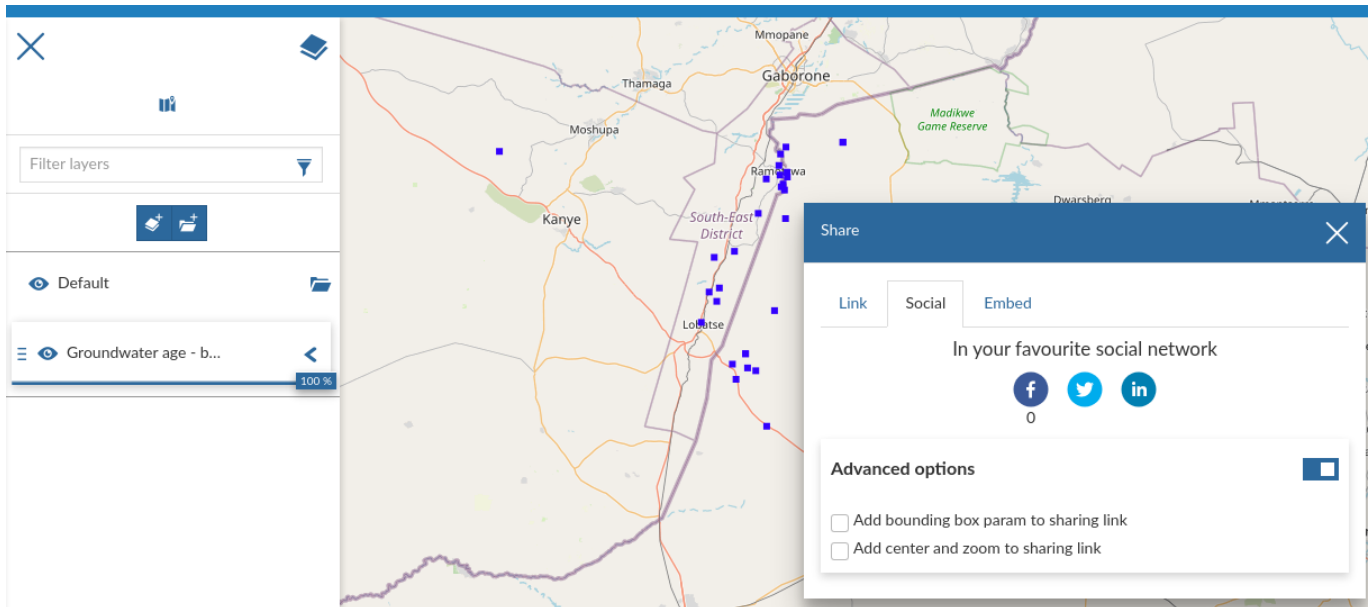 Filter layers
Default
Groundwater age - b...
100 %
Mmopane
Gaborone
Thamaga
Moshupa
Madikwe
Game Reserve
Kanye
South-East
District
Lobatse
Dwarsberg
Share
Link Social Embed
In your favourite social network
0
Advanced options
Add bounding box param to sharing link
Add center and zoom to sharing link